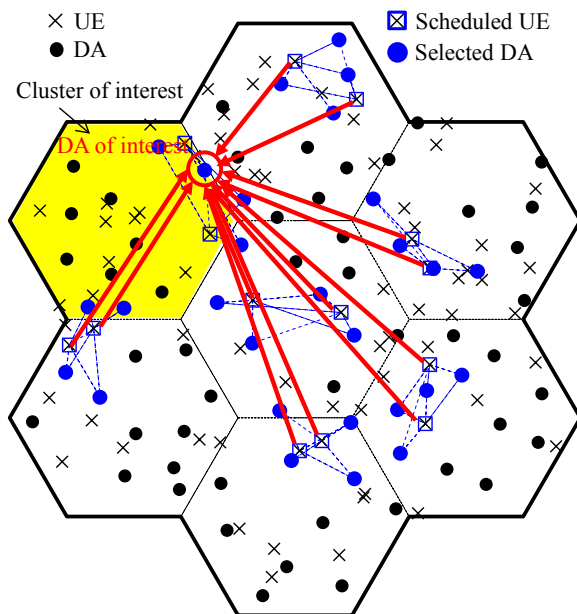 UE
Scheduled UE
DA
Selected DA
Cluster of interest
DA of interest